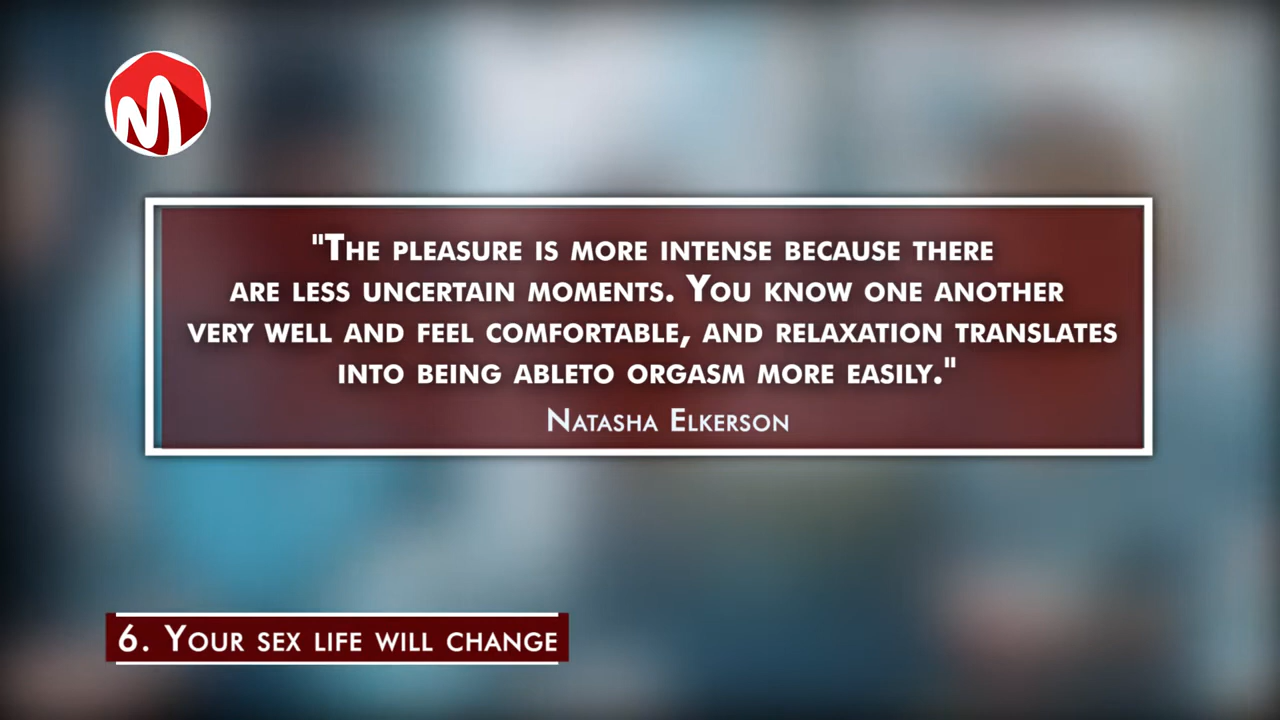 "The pleasure is more intense because there
are less uncertain moments. You know one another
very well and feel comfortable, and relaxation translates
into being ableto orgasm more easily."
Natasha Elkerson
6. Your sex life will change